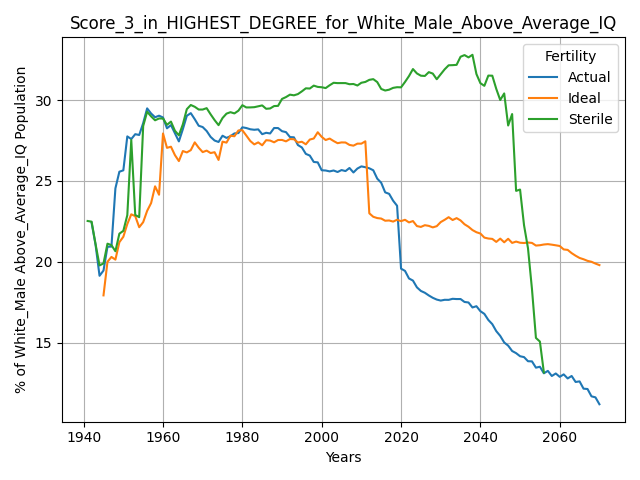 Score_3_in_HIGHEST_DEGREE_for_White_Male_Above_Average_IQ
% of White_Male Above_Average_IQ Population
30
25
20
15
Fertility
Actual
Ideal
Sterile
1940 1960 1980 2000 2020 2040 2060
Years